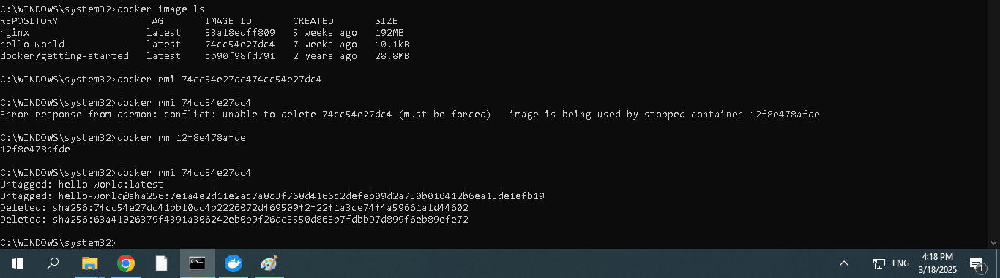 C:\WINDOWS\system32>docker image ls
REPOSITORY TAG IMAGE ID CREATED SIZE
nginx latest 53a18edff809 5 weeks ago 192MB
hello-world latest 74cc54e27dc4 7 weeks ago 10.1kB
docker/getting-started latest cb90f98fd791 2 years ago 28.8MB
C:\WINDOWS\system32>docker rmi 74cc54e27dc474cc54e27dc4
C:\WINDOWS\system32>docker rmi 74cc54e27dc4
Error response from daemon: conflict: unable to delete 74cc54e27dc4 (must be forced) - image is being used by stopped container 12f8e478afde
C:\WINDOWS\system32>docker rm 12f8e478afde
12f8e478afde
C:\WINDOWS\system32>docker rmi 74cc54e27dc4
Untagged: hello-world:latest
Untagged: hello-world@sha256:7e1a4e2d11e2ac7a8c3f768d4166c2defeb09d2a750b010412b6ea13de1efb19
Deleted: sha256:74cc54e27dc41bb10dc4b2226072d469509f2f22f1a3ce74f4a59661a1d44602
Deleted: sha256:63a41026379f4391a306242eb0b9f26dc3550d863b7fdbb97d899f6eb89efe72
C:\WINDOWS\system32>
ENG
4:18 PM
3/18/2025
1